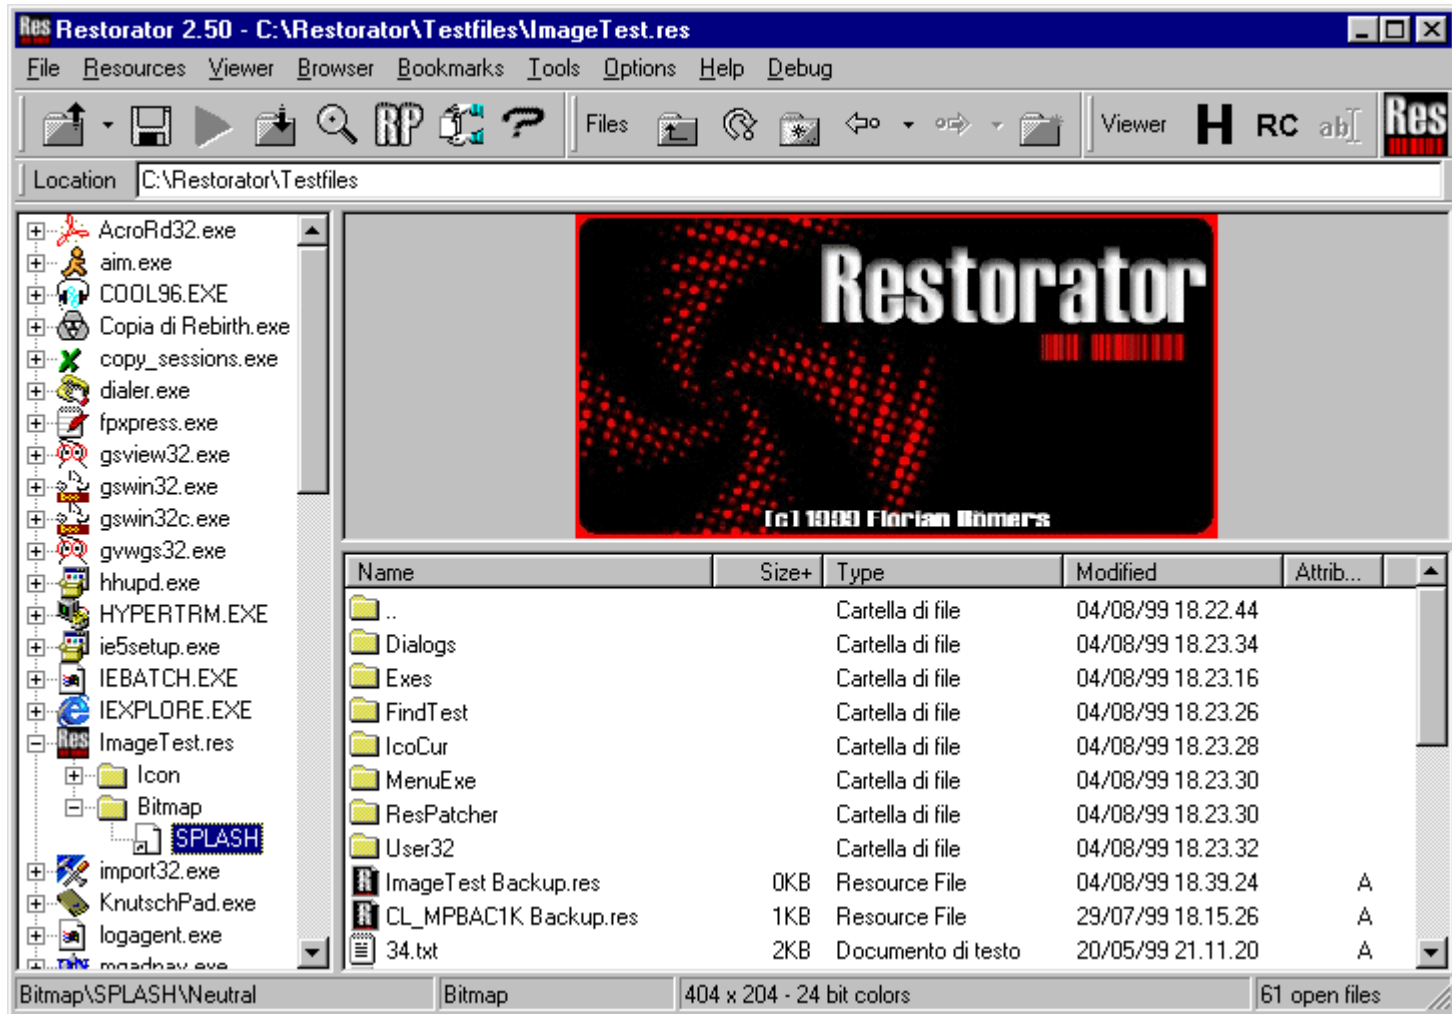 Res Restorator 2.50 - C:\Restorator\Testfiles\ImageTest.res
File Resources Viewer Browser Bookmarks Tools Options Help Debug
RP Files Viewer H RC ab Res
Location C:\Restorator\Testfiles
AcroRd32.exe
aim.exe
COOL96.EXE
Copia di Rebirth.exe
copy_sessions.exe
dialer.exe
fpxpress.exe
gsview32.exe
gswin32.exe
gswin32c.exe
gvwgs32.exe
hhupd.exe
HYPERTRM.EXE
ie5setup.exe
IEBATCH.EXE
IEXPLORE.EXE
ImageTest.res
Icon
Bitmap
SPLASH
import32.exe
KnutschPad.exe
logagent.exe
Restorator
[c] 1999 Florian Bömers
Name Size+ Type Modified Attrib...
.. Cartella di file 04/08/99 18.22.44
Dialogs Cartella di file 04/08/99 18.23.34
Exes Cartella di file 04/08/99 18.23.16
FindTest Cartella di file 04/08/99 18.23.26
IcoCur Cartella di file 04/08/99 18.23.28
MenuExe Cartella di file 04/08/99 18.23.30
ResPatcher Cartella di file 04/08/99 18.23.30
User32 Cartella di file 04/08/99 18.23.32
ImageTest Backup.res 0KB Resource File 04/08/99 18.39.24 A
CL_MPBAC1K Backup.res 1KB Resource File 29/07/99 18.15.26 A
34.txt 2KB Documento di testo 20/05/99 21.11.20 A
Bitmap\SPLASH\Neutral Bitmap 404 x 204 - 24 bit colors 61 open files